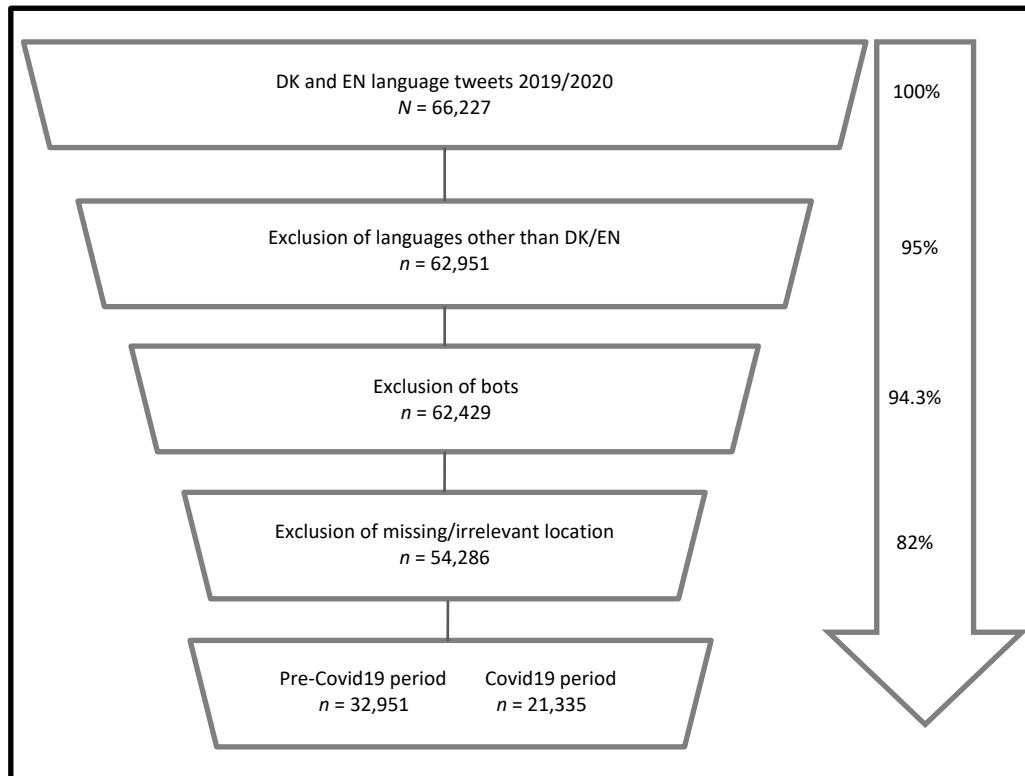 DK and EN language tweets 2019/2020
N = 66,227
100%
Exclusion of languages other than DK/EN
n = 62,951
95%
Exclusion of bots
n = 62,429
94.3%
Exclusion of missing/irrelevant location
n = 54,286
82%
Pre-Covid19 period
n = 32,951
Covid19 period
n = 21,335